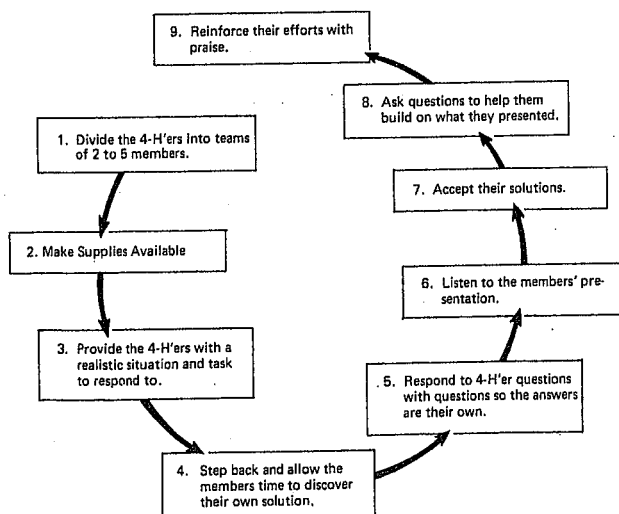 1. Divide the 4-H'ers into teams
of 2 to 5 members.
2. Make Supplies Available
3. Provide the 4-H'ers with a
realistic situation and task
to respond to.
4. Step back and allow the
members time to discover
their own solution.
5. Respond to 4-H'er questions
with questions so the answers
are their own.
6. Listen to the members' pre-
sentation.
7. Accept their solutions.
8. Ask questions to help them
build on what they presented.
9. Reinforce their efforts with
praise.